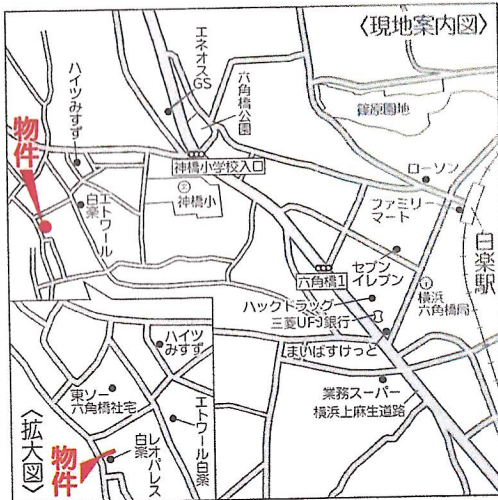 〈現地案内図〉
エネオス
GS
六角橋公園
ハイツみすず
物件
篠原園地
ローソン
神橋小学校入口
神橋小
ファミリー
マート
白楽駅
エトワール
白楽
セブン
イレブン
六角橋1
横浜
六角橋局
ハックドラッグ
三菱UFJ銀行
まいばすけっと
業務スーパー
横浜上麻生道路
ハイツ
みすず
東ソー
六角橋社宅
エトワール白楽
レオパレス
白楽
物件
〈拡大図〉